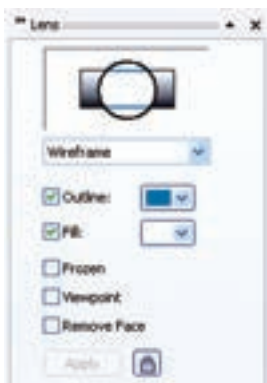 Lens
Wireframe
Outline:
Fill:
Frozen
Viewpoint
Remove Face
Apply